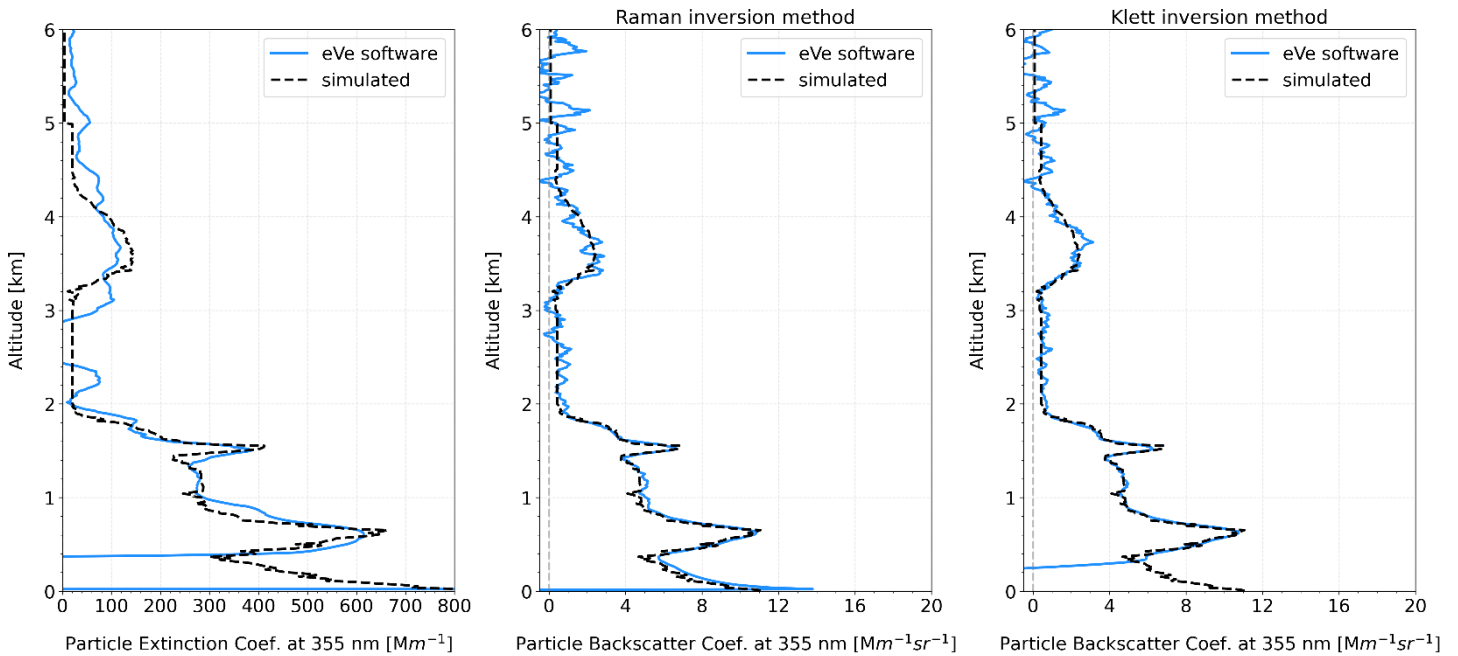 Raman inversion method
Klett inversion method
eVe software
simulated
eVe software
simulated
eVe software
simulated
Altitude [km]
6
5
4
3
2
1
0
0 100 200 300 400 500 600 700 800
Particle Extinction Coef. at 355 nm [Mm⁻¹]
Altitude [km]
6
5
4
3
2
1
0
0 4 8 12 16 20
Particle Backscatter Coef. at 355 nm [Mm⁻¹sr⁻¹]
Altitude [km]
6
5
4
3
2
1
0
0 4 8 12 16 20
Particle Backscatter Coef. at 355 nm [Mm⁻¹sr⁻¹]